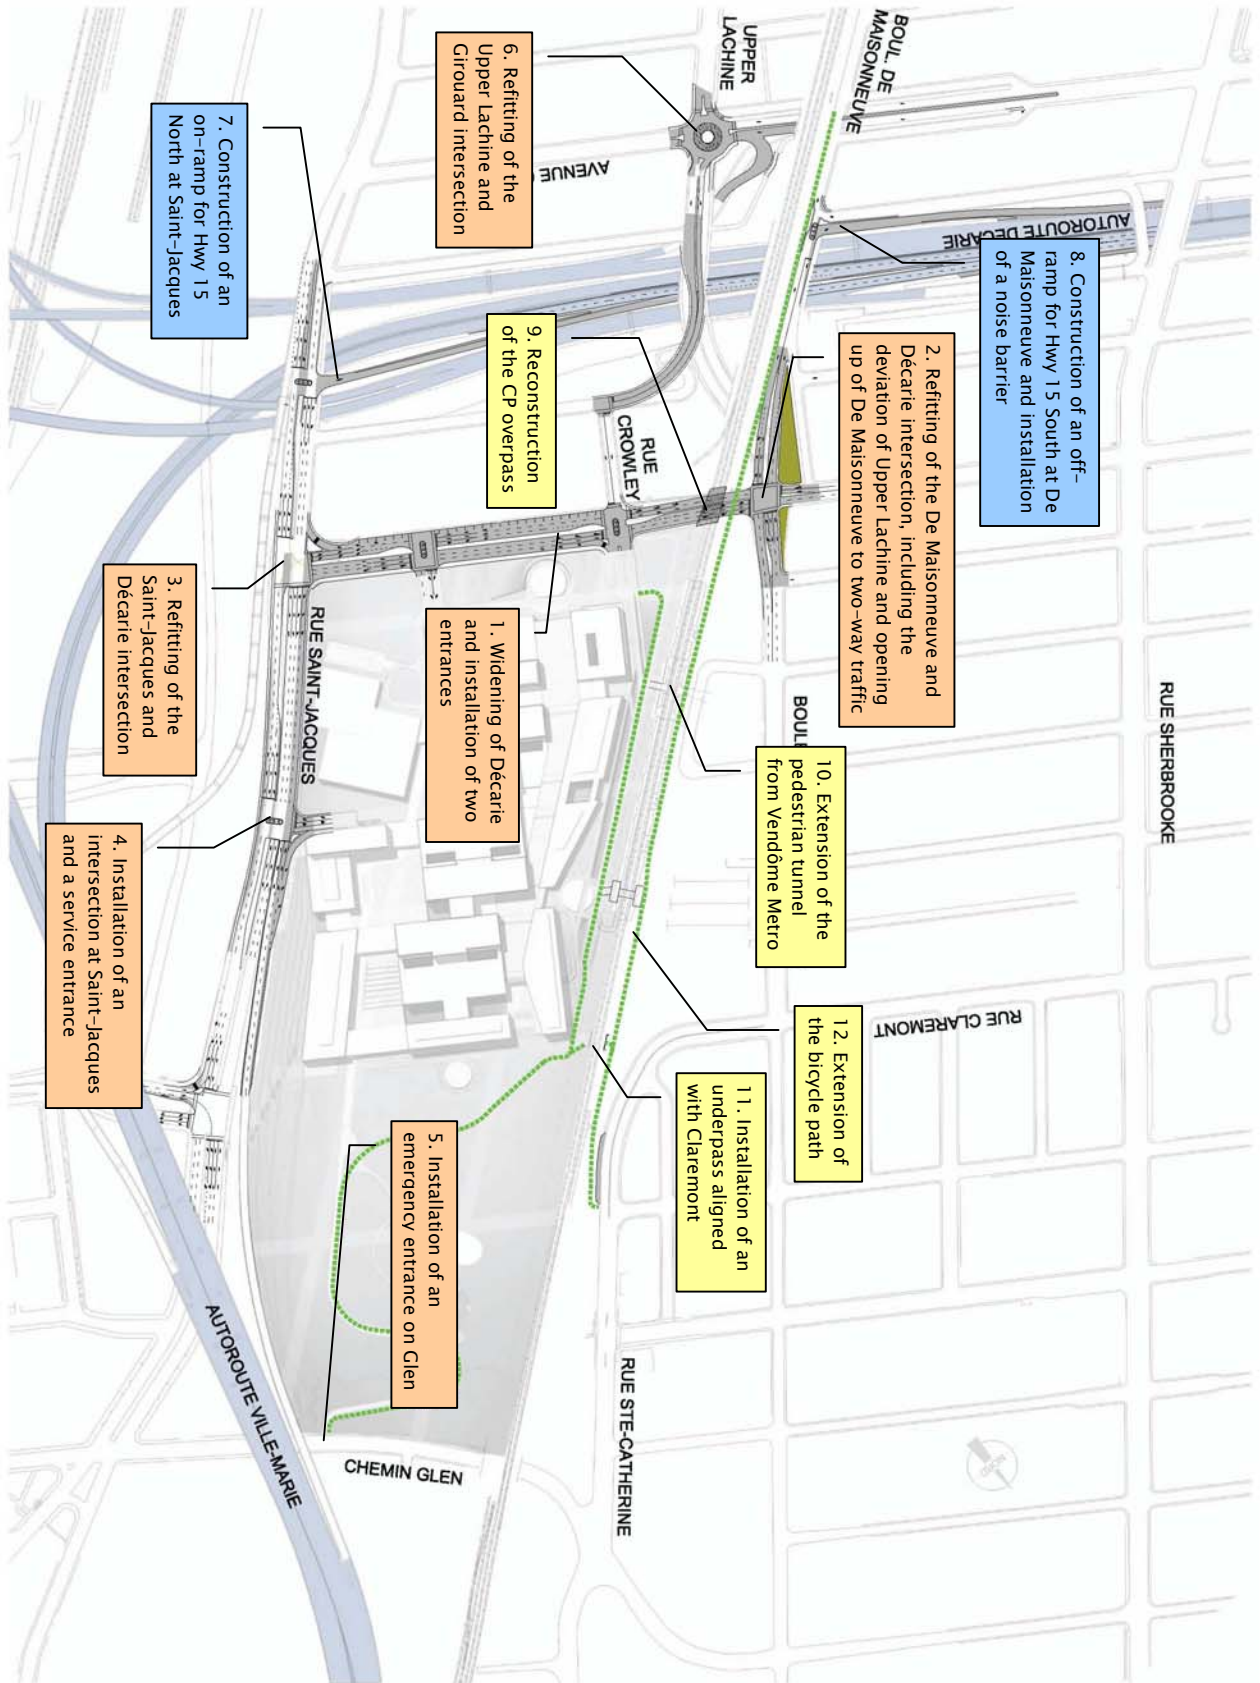 BOUL. DE
MAISONNEUVE
UPPER
LACHINE
6. Refitting of the
Upper Lachine and
Girouard intersection
AVENUE
7. Construction of an
on-ramp for Hwy 15
North at Saint-Jacques
AUTOROUTE DÉCARIE
8. Construction of an off-
ramp for Hwy 15 South at De
Maisonneuve and installation
of a noise barrier
9. Reconstruction
of the CP overpass
2. Refitting of the De Maisonneuve and
Décarie intersection, including the
deviation of Upper Lachine and opening
up of De Maisonneuve to two-way traffic
RUE
CROWLEY
3. Refitting of the
Saint-Jacques and
Décarie intersection
RUE SAINT-JACQUES
1. Widening of Décarie
and installation of two
entrances
BOUL
RUE SHERBROOKE
10. Extension of the
pedestrian tunnel
from Vendôme Metro
4. Installation of an
intersection at Saint-Jacques
and a service entrance
12. Extension of
the bicycle path
RUE CLAREMONT
11. Installation of an
underpass aligned
with Claremont
5. Installation of an
emergency entrance on Glen
AUTOROUTE VILLE-MARIE
RUE STE-CATHERINE
CHEMIN GLEN